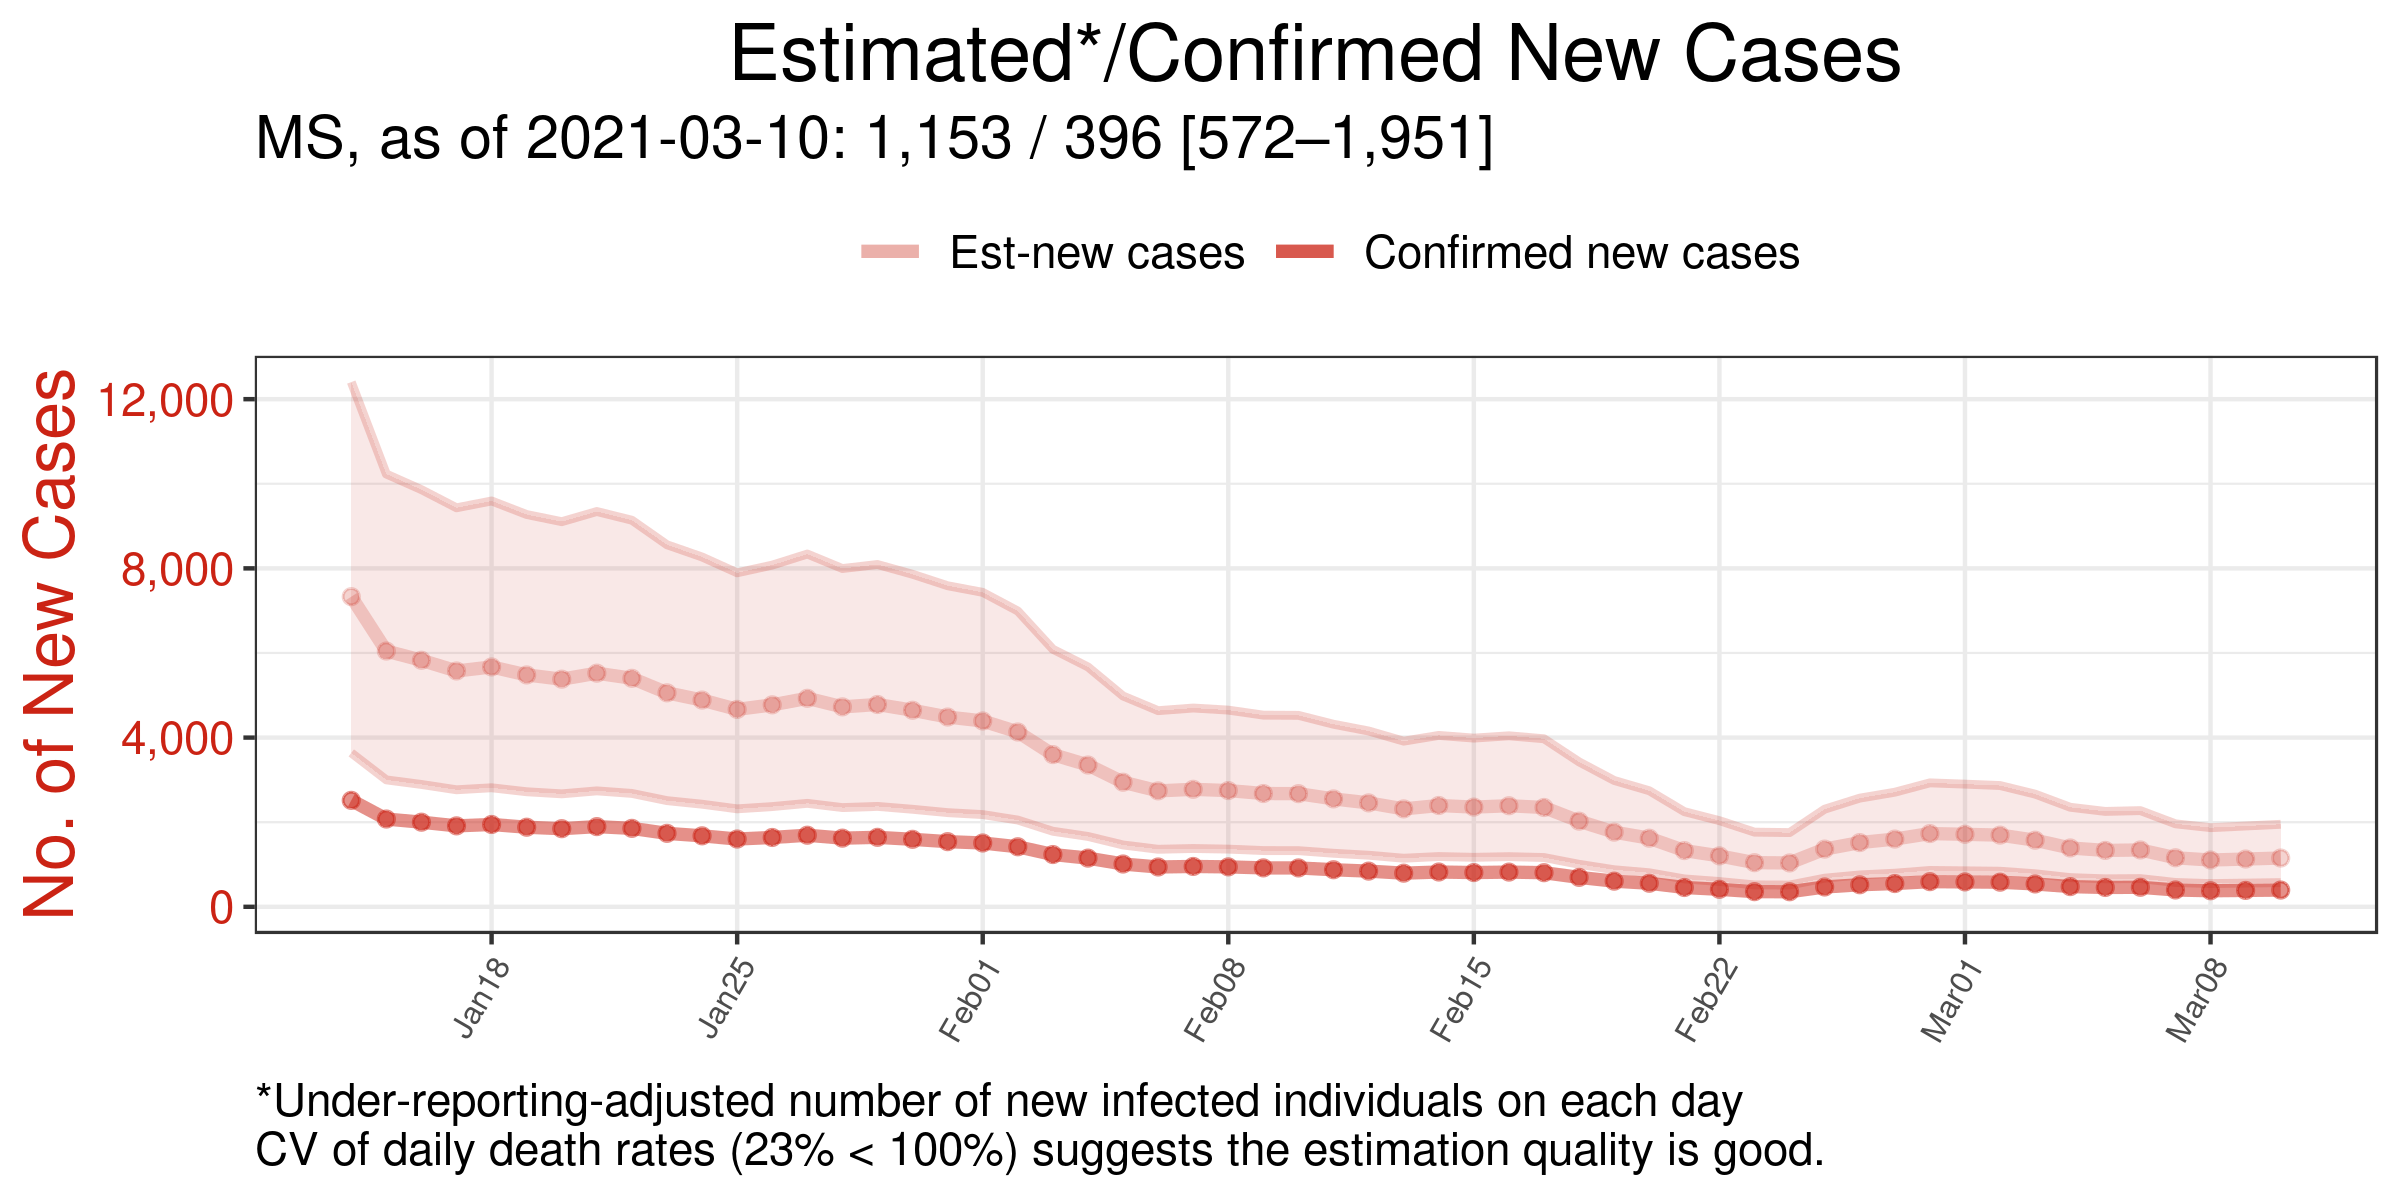 Estimated*/Confirmed New Cases
MS, as of 2021-03-10: 1,153 / 396 [572–1,951]
Est-new cases
Confirmed new cases
No. of New Cases
12,000
8,000
4,000
0
Jan18
Jan25
Feb01
Feb08
Feb15
Feb22
Mar01
Mar08
*Under-reporting-adjusted number of new infected individuals on each day
CV of daily death rates (23% < 100%) suggests the estimation quality is good.